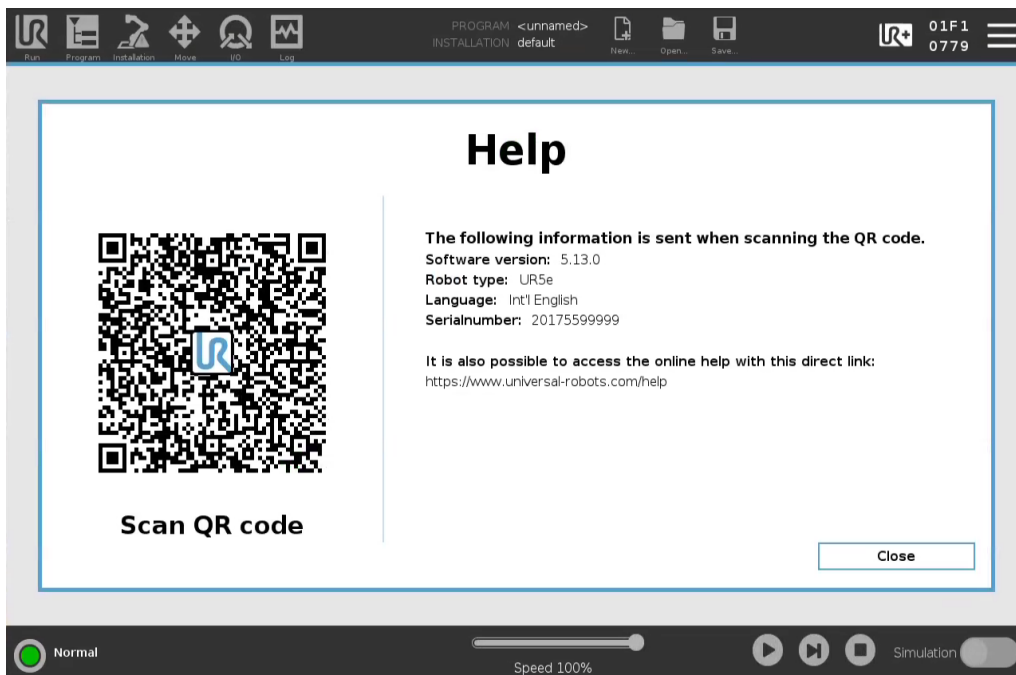 PROGRAM <unnamed>
INSTALLATION default
Run
Program
Installation
Move
I/O
Log
New...
Open...
Save...
UR+
01F1
0779
Help
The following information is sent when scanning the QR code.
Software version: 5.13.0
Robot type: UR5e
Language: Int'l English
Serialnumber: 20175599999
It is also possible to access the online help with this direct link:
https://www.universal-robots.com/help
UR
Scan QR code
Close
Normal
Speed 100%
Simulation